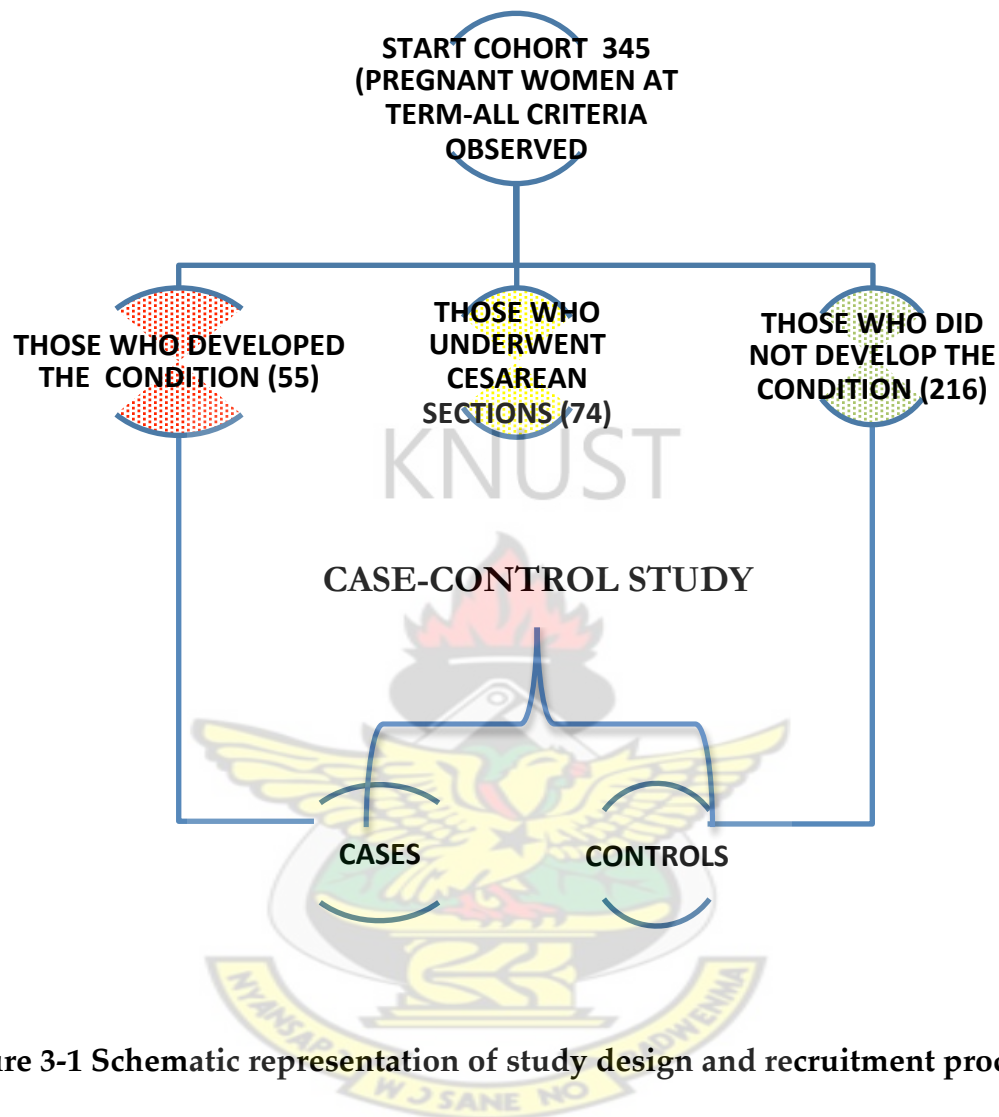 START COHORT 345
(PREGNANT WOMEN AT
TERM-ALL CRITERIA
OBSERVED
THOSE WHO DEVELOPED
THE CONDITION (55)
THOSE WHO
UNDERWENT
CESAREAN
SECTIONS (74)
THOSE WHO DID
NOT DEVELOP THE
CONDITION (216)
KNUST
CASE-CONTROL STUDY
CASES
CONTROLS
W J SANE NO
ure 3-1 Schematic representation of study design and recruitment pro